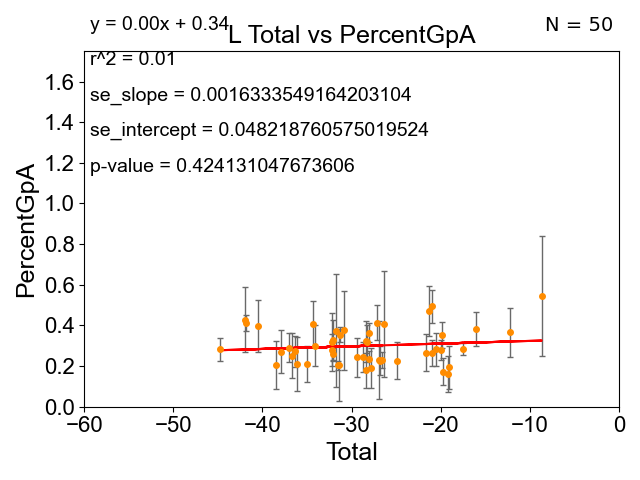 y = 0.00x + 0.34
N = 50
L Total vs PercentGpA
r^2 = 0.01
se_slope = 0.0016333549164203104
se_intercept = 0.048218760575019524
p-value = 0.424131047673606
PercentGpA
1.6
1.4
1.2
1.0
0.8
0.6
0.4
0.2
0.0
−60
−50
−40
−30
−20
−10
0
Total